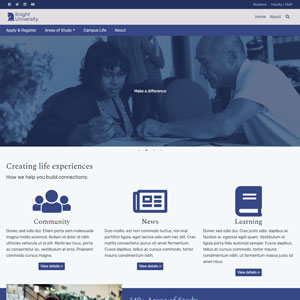 Students Faculty / Staff
Knight
University
Home About
Apply & Register Areas of Study Campus Life About
Make a difference
Creating life experiences
How we help you build connections:
Community
News
Learning
Donec sed odio dui. Etiam porta sem malesuada
magna mollis euismod. Nullam id dolor id nibh
ultricies vehicula ut id elit. Morbi leo risus, porta
ac consectetur ac, vestibulum at eros. Praesent
commodo cursus magna.
Duis mollis, est non commodo luctus, nisi erat
porttitor ligula, eget lacinia odio sem nec elit. Cras
mattis consectetur purus sit amet fermentum.
Fusce dapibus, tellus ac cursus commodo, tortor
mauris condimentum nibh.
Donec sed odio dui. Cras justo odio, dapibus ac
facilisis in, egestas eget quam. Vestibulum id
ligula porta felis euismod semper. Fusce dapibus,
tellus ac cursus commodo, tortor mauris
condimentum nibh, ut fermentum massa justo
sit amet risus.
View details »
View details »
View details »
140+ Areas of Study